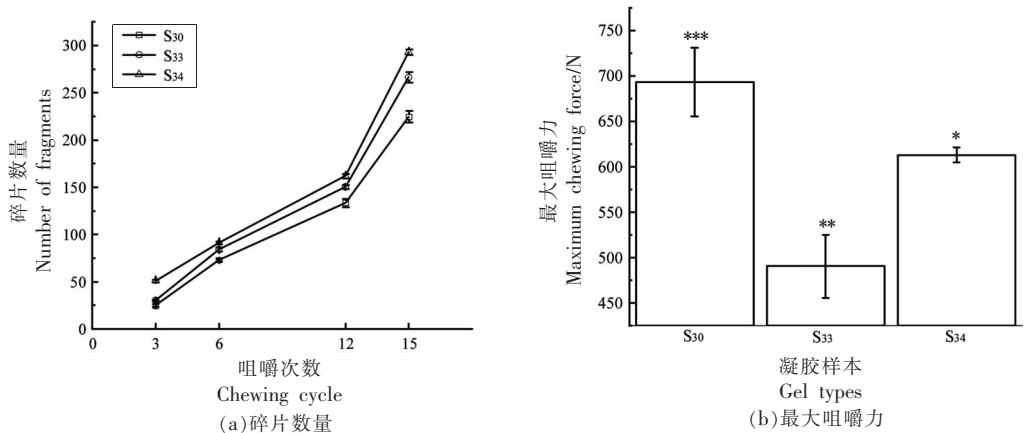 300
250
200
150
100
50
0
碎片数量
Number of fragments
S30
S33
S34
0 3 6 12 15
咀嚼次数
Chewing cycle
(a)碎片数量
750
700
650
600
550
500
450
最大咀嚼力
Maximum chewing force/N
***
**
*
S30 S33 S34
凝胶样本
Gel types
(b)最大咀嚼力